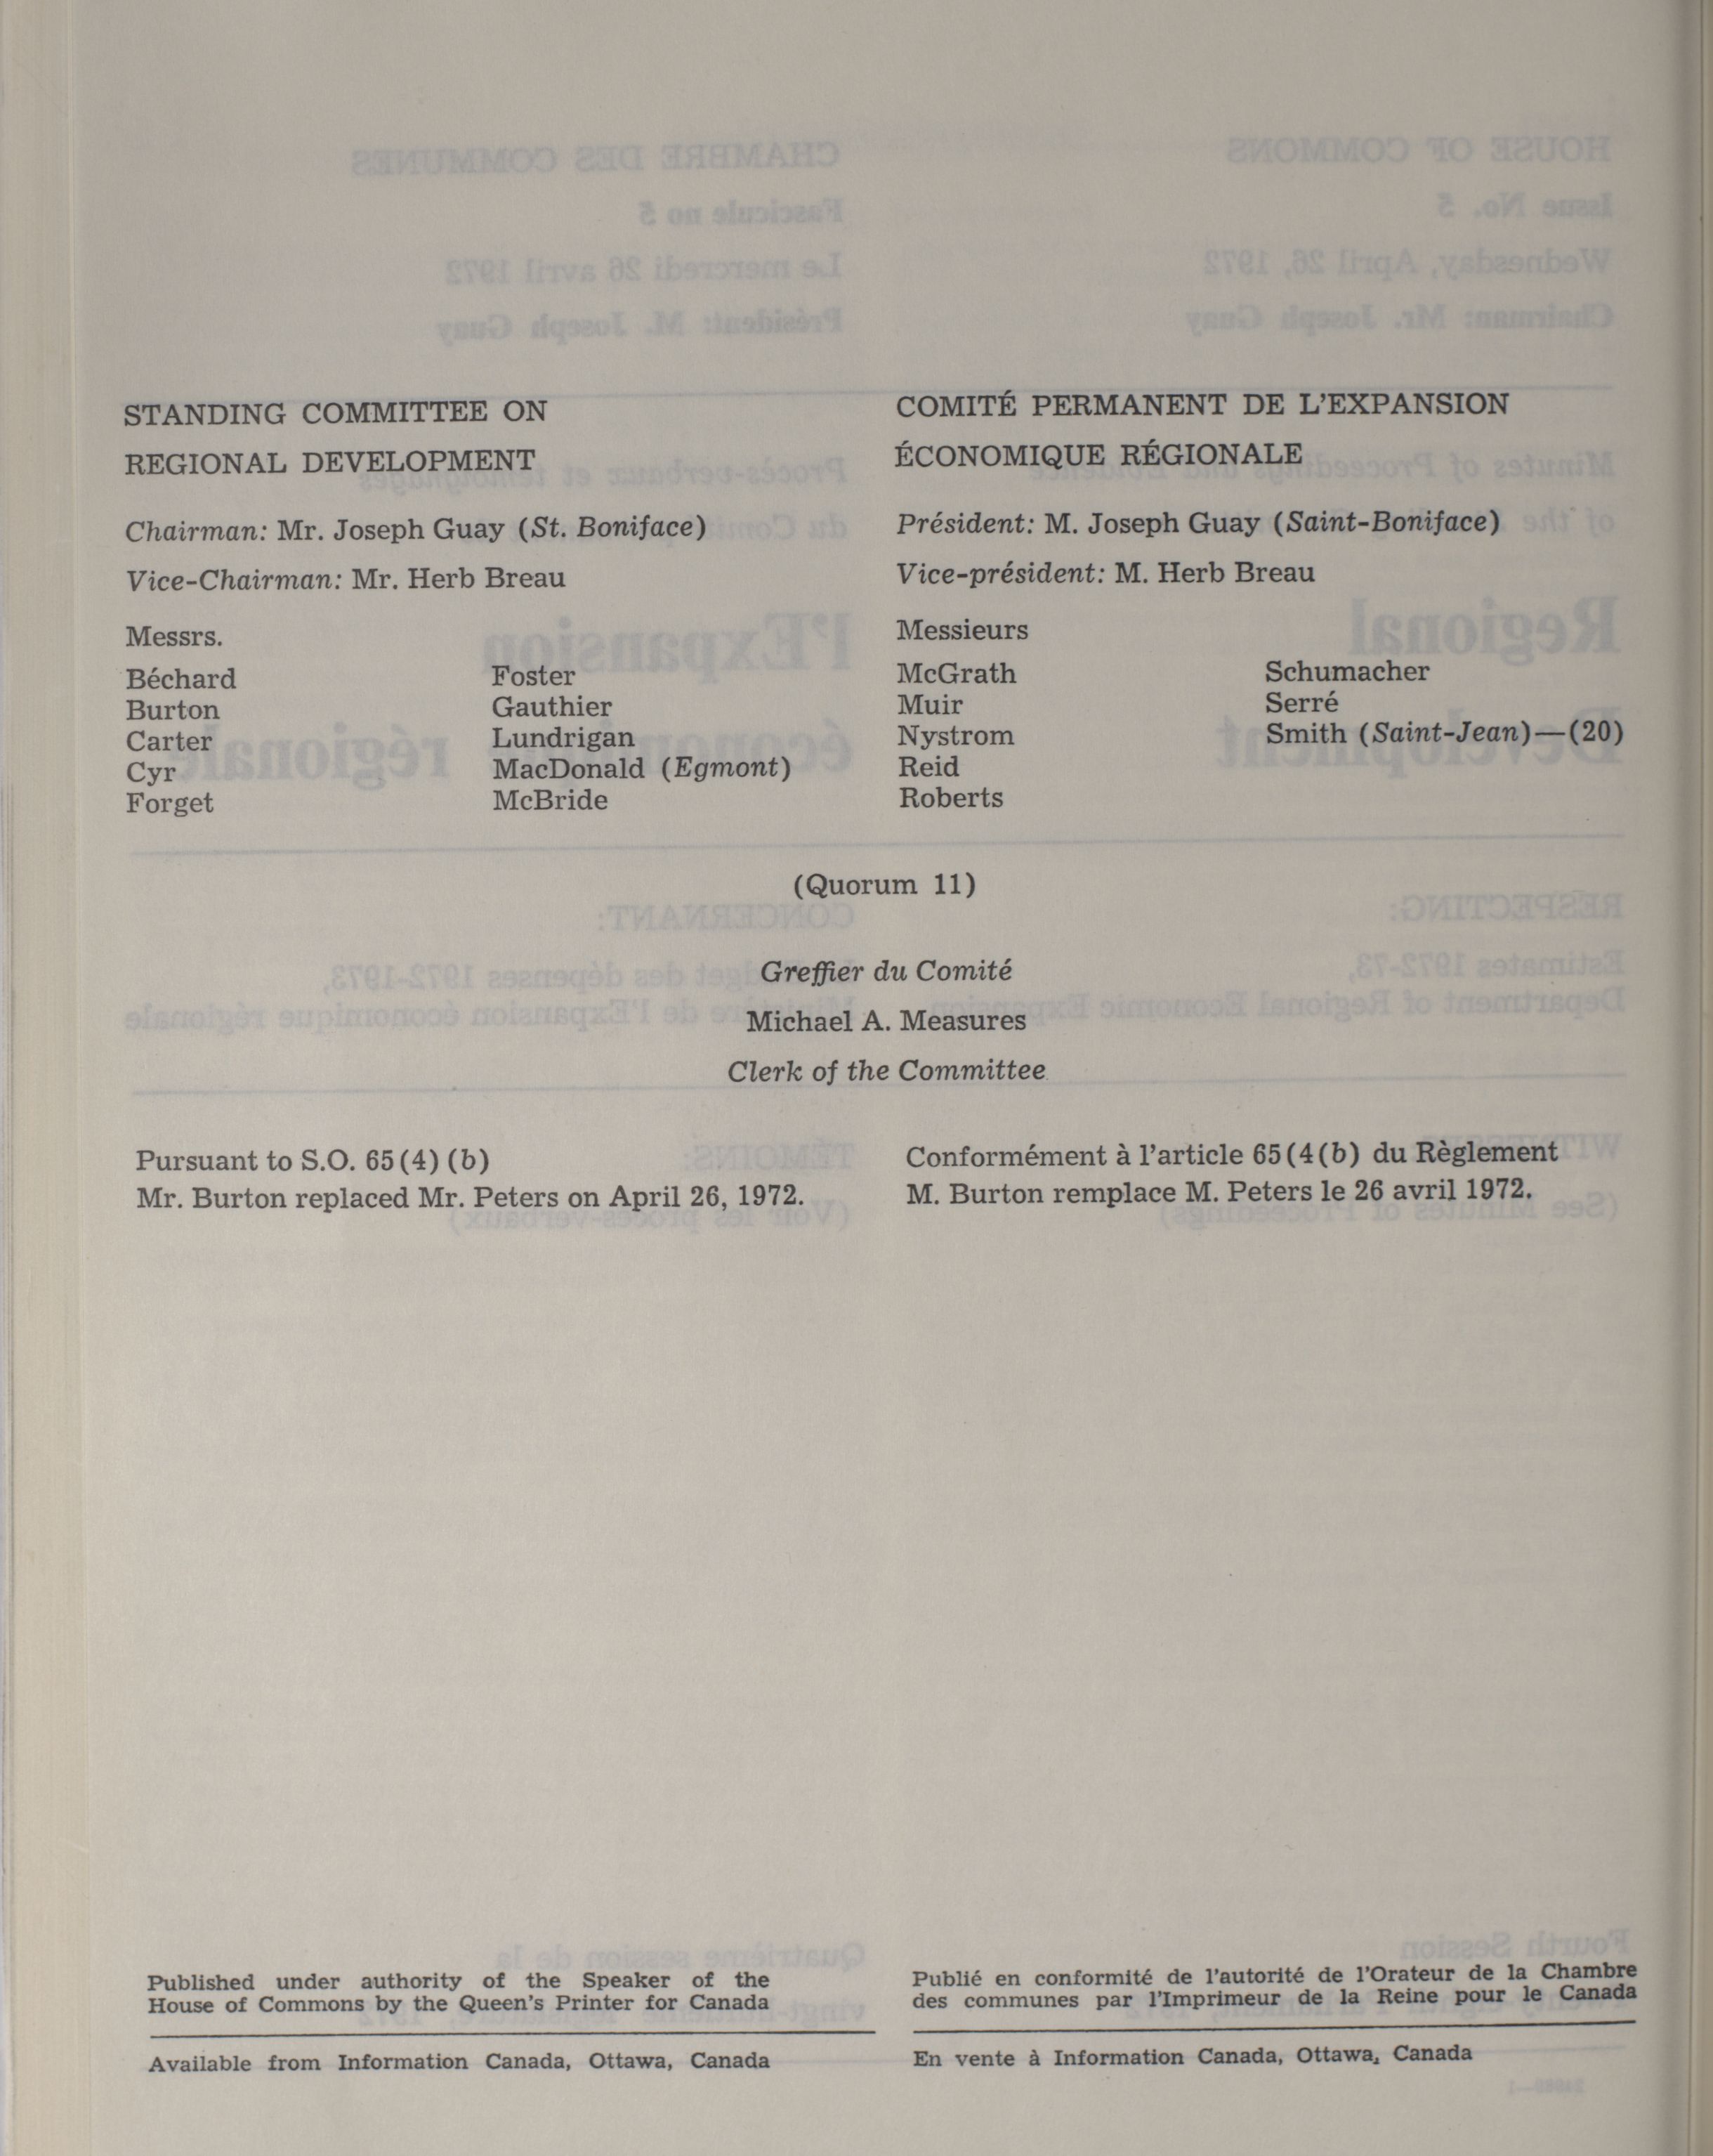 STANDING COMMITTEE ON
REGIONAL DEVELOPMENT
Chairman: Mr. Joseph Guay (St. Boniface)
Vice-Chairman: Mr. Herb Breau
Messrs.
Béchard
Burton
Carter
Cyr
Forget
Foster
Gauthier
Lundrigan
MacDonald (Egmont)
McBride
COMITÉ PERMANENT DE L'EXPANSION
ÉCONOMIQUE RÉGIONALE
Président: M. Joseph Guay (Saint-Boniface)
Vice-président: M. Herb Breau
Messieurs
McGrath
Muir
Nystrom
Reid
Roberts
Schumacher
Serré
Smith (Saint-Jean)—(20)
(Quorum 11)
Greffier du Comité
Michael A. Measures
Clerk of the Committee
Pursuant to S.O. 65(4) (b)
Mr. Burton replaced Mr. Peters on April 26, 1972.
Conformément à l'article 65(4(b) du Règlement
M. Burton remplace M. Peters le 26 avril 1972.
Published under authority of the Speaker of the
House of Commons by the Queen's Printer for Canada
Available from Information Canada, Ottawa, Canada
Publié en conformité de l'autorité de l'Orateur de la Chambre
des communes par l'Imprimeur de la Reine pour le Canada
En vente à Information Canada, Ottawa, Canada